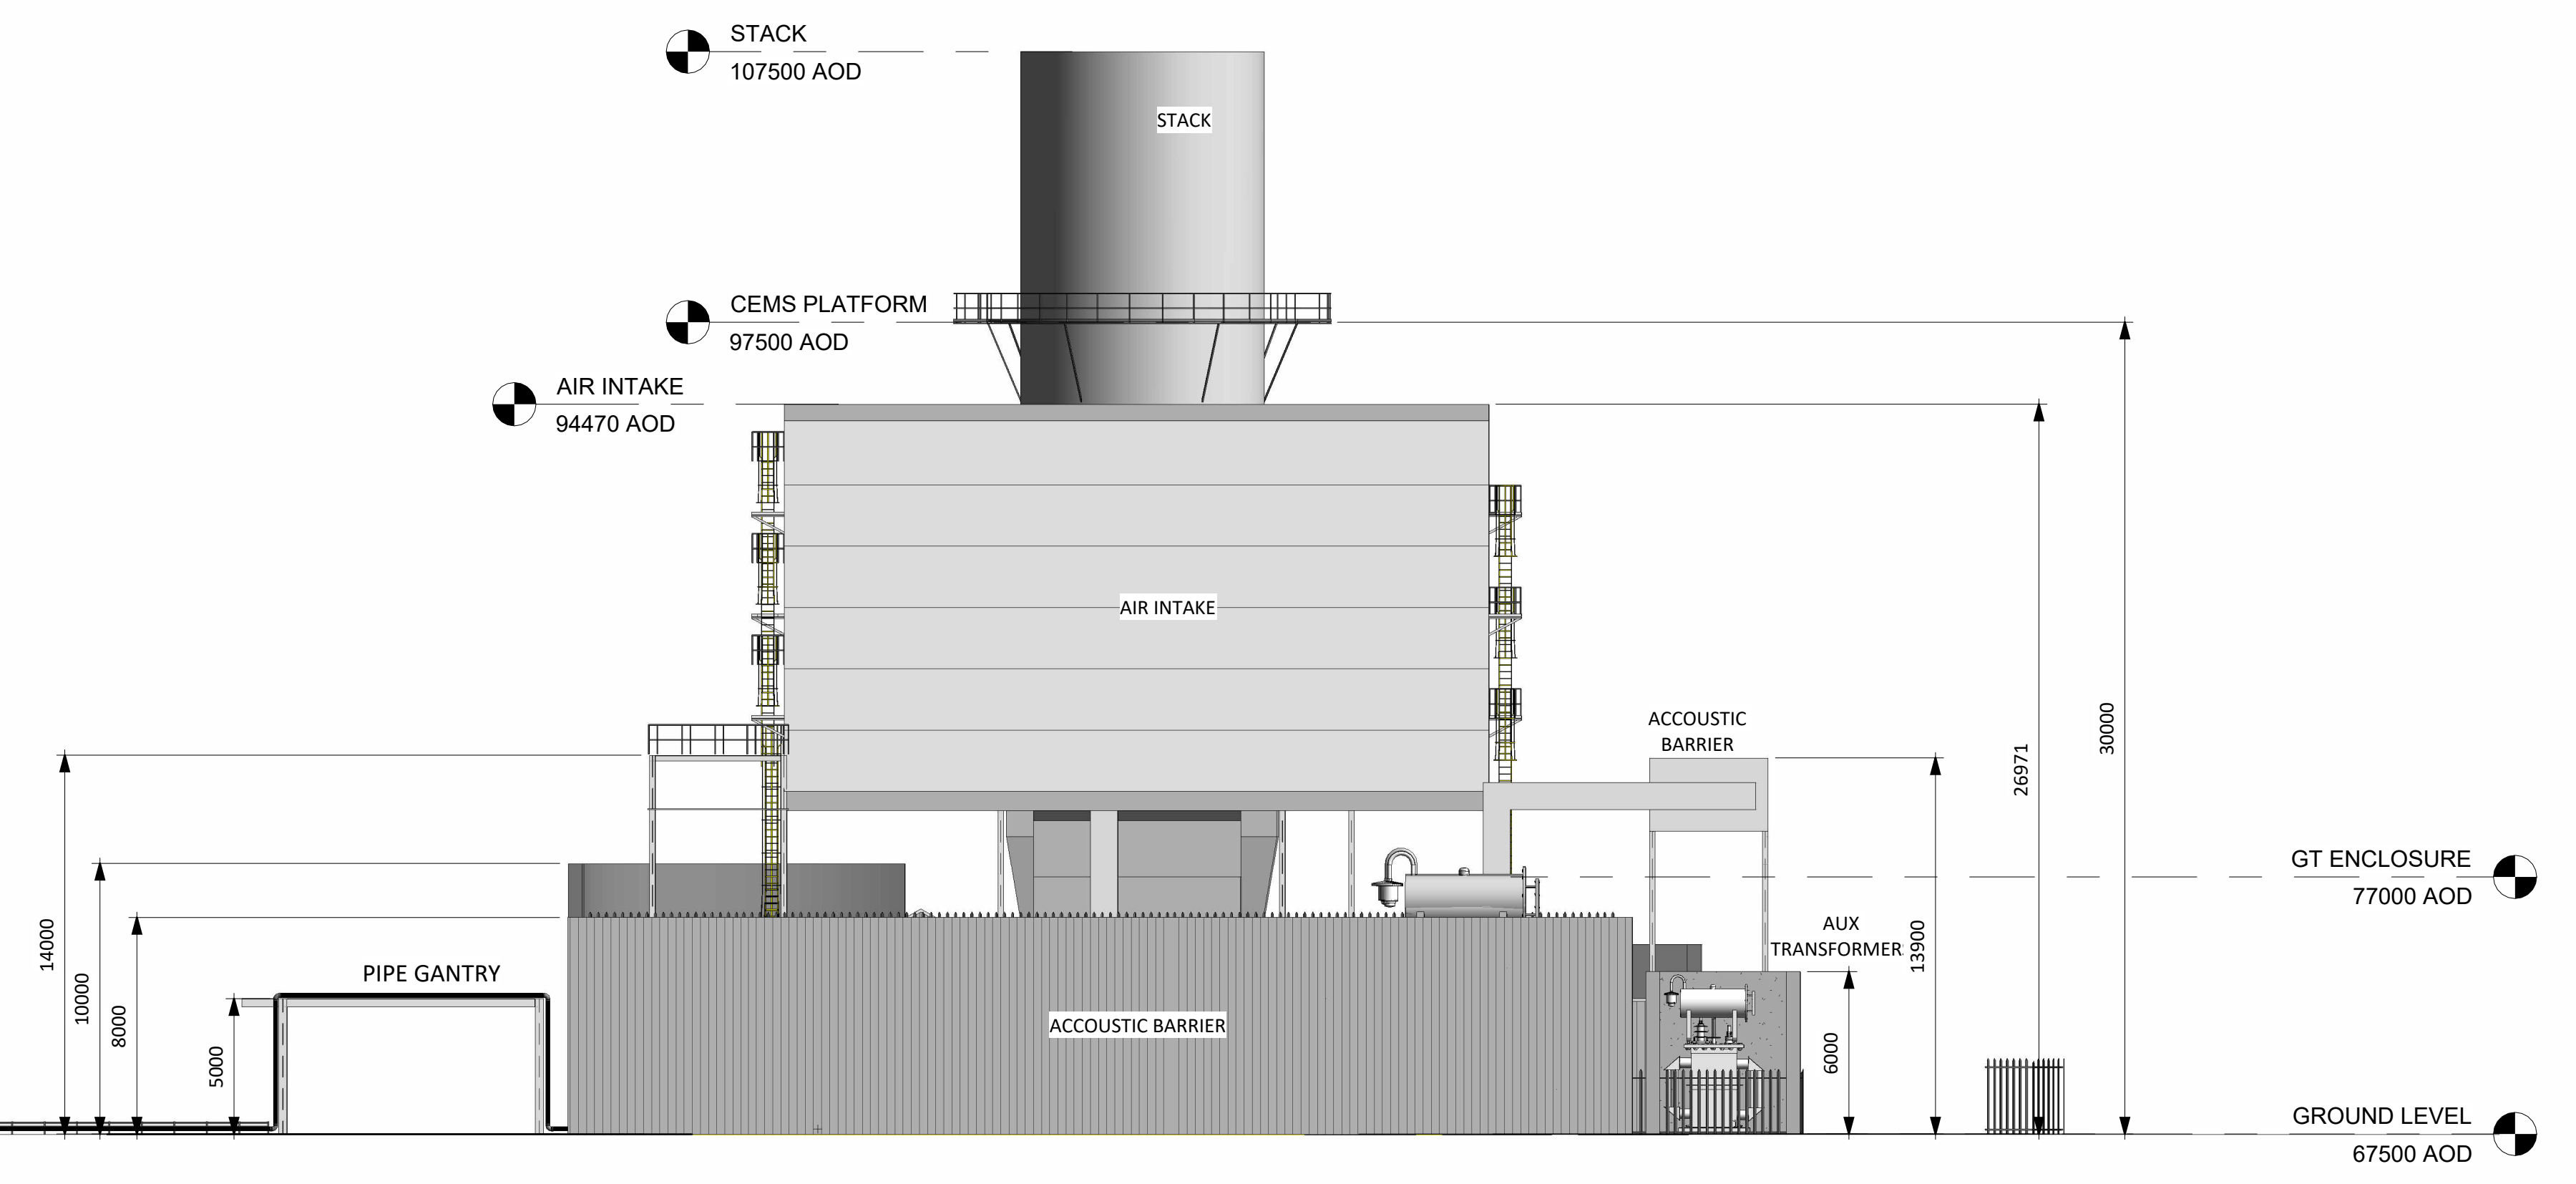 STACK
107500 AOD
STACK
CEMS PLATFORM
97500 AOD
AIR INTAKE
94470 AOD
AIR INTAKE
ACCOUSTIC
BARRIER
26971
30000
GT ENCLOSURE
77000 AOD
AUX
TRANSFORMER
13900
14000
10000
8000
5000
PIPE GANTRY
ACCOUSTIC BARRIER
6000
GROUND LEVEL
67500 AOD